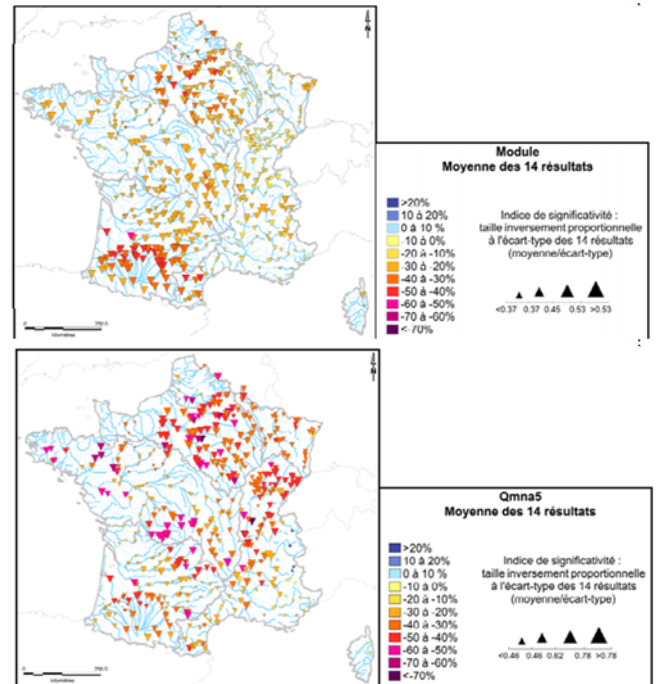 N
Module
Moyenne des 14 résultats
>20%
10 à 20%
0 à 10 %
-10 à 0%
-20 à -10%
-30 à -20%
-40 à -30%
-50 à -40%
-60 à -50%
-70 à -60%
<-70%
Indice de significativité :
taille inversement proportionnelle
à l'écart-type des 14 résultats
(moyenne/écart-type)
<0.37 0.37 0.45 0.53 >0.53
kilomètres
N
Qmna5
Moyenne des 14 résultats
>20%
10 à 20%
0 à 10 %
-10 à 0%
-20 à -10%
-30 à -20%
-40 à -30%
-50 à -40%
-60 à -50%
-70 à -60%
<-70%
Indice de significativité :
taille inversement proportionnelle
à l'écart-type des 14 résultats
(moyenne/écart-type)
<0.46 0.46 0.62 0.78 >0.78
kilomètres